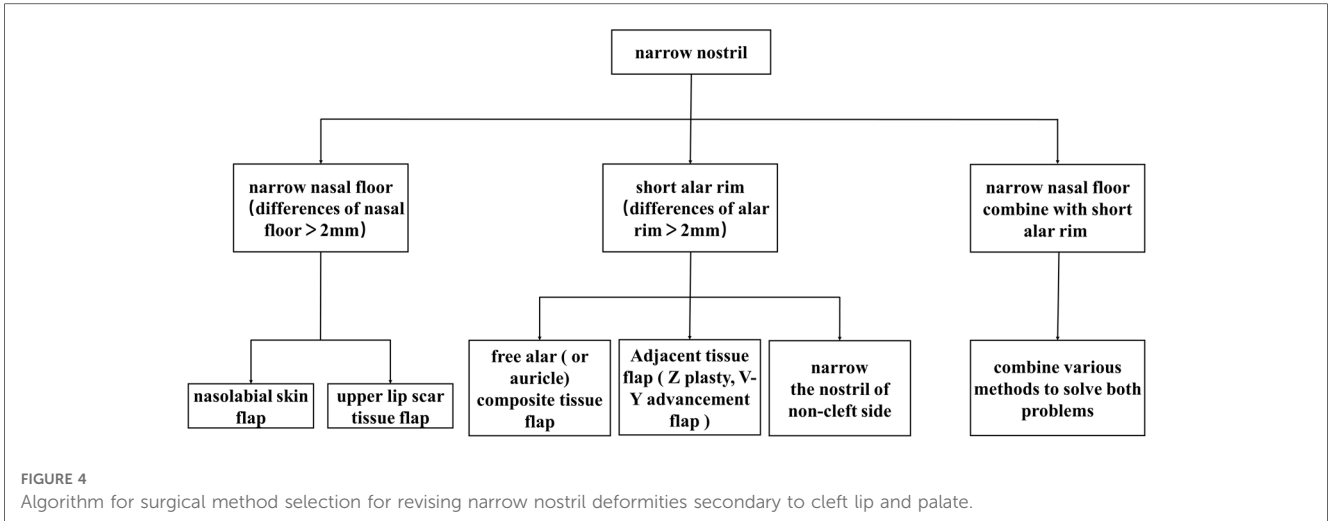 narrow nostril
narrow nasal floor
(differences of nasal
floor > 2mm)
short alar rim
(differences of alar
rim > 2mm)
narrow nasal floor
combine with short
alar rim
nasolabial skin
flap
upper lip scar
tissue flap
free alar ( or
auricle)
composite tissue
flap
Adjacent tissue
flap ( Z plasty, V-
Y advancement
flap )
narrow
the nostril of
non-cleft side
combine various
methods to solve both
problems
FIGURE 4
Algorithm for surgical method selection for revising narrow nostril deformities secondary to cleft lip and palate.